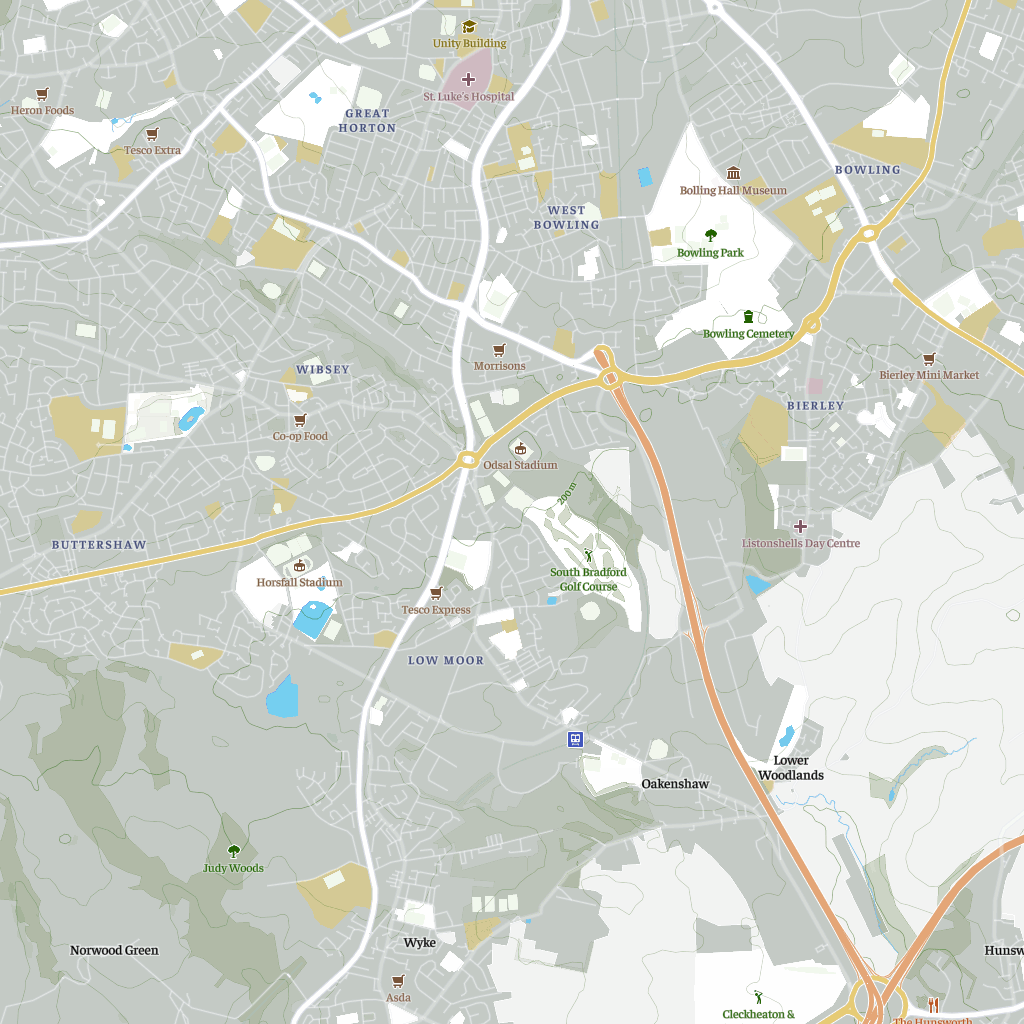 Unity Building
St. Luke's Hospital
Heron Foods
GREAT
HORTON
Tesco Extra
BOWLING
Bolling Hall Museum
WEST
BOWLING
Bowling Park
Bowling Cemetery
Morrisons
WIBSEY
Bierley Mini Market
BIERLEY
Co-op Food
Odsal Stadium
200 m
BUTTERSHAW
Listonshells Day Centre
Horsfall Stadium
South Bradford
Golf Course
Tesco Express
LOW MOOR
Lower
Woodlands
Oakenshaw
Judy Woods
Wyke
Norwood Green
Hunsw
Asda
Cleckheaton &
The Hunsworth